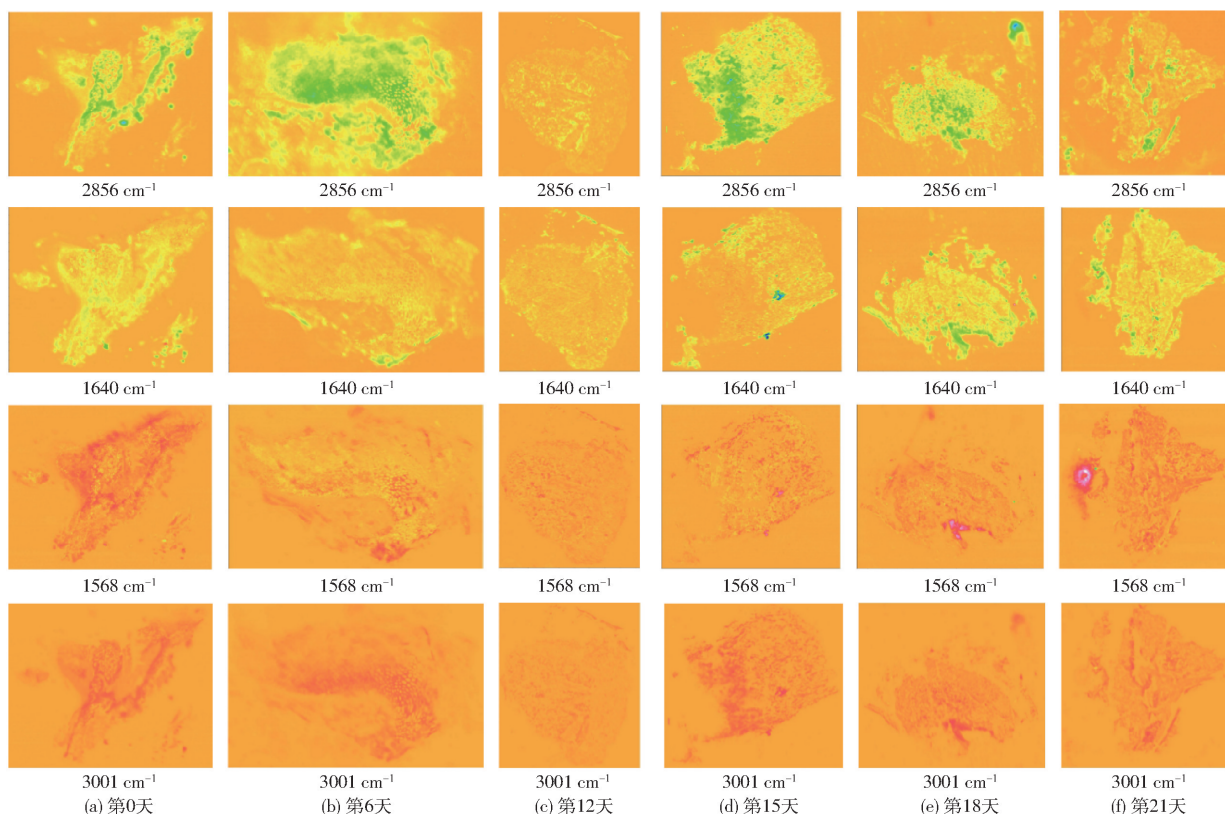 2856 cm⁻¹ 2856 cm⁻¹ 2856 cm⁻¹ 2856 cm⁻¹ 2856 cm⁻¹ 2856 cm⁻¹
1640 cm⁻¹ 1640 cm⁻¹ 1640 cm⁻¹ 1640 cm⁻¹ 1640 cm⁻¹ 1640 cm⁻¹
1568 cm⁻¹ 1568 cm⁻¹ 1568 cm⁻¹ 1568 cm⁻¹ 1568 cm⁻¹ 1568 cm⁻¹
3001 cm⁻¹ 3001 cm⁻¹ 3001 cm⁻¹ 3001 cm⁻¹ 3001 cm⁻¹ 3001 cm⁻¹
(a) 第0天 (b) 第6天 (c) 第12天 (d) 第15天 (e) 第18天 (f) 第21天